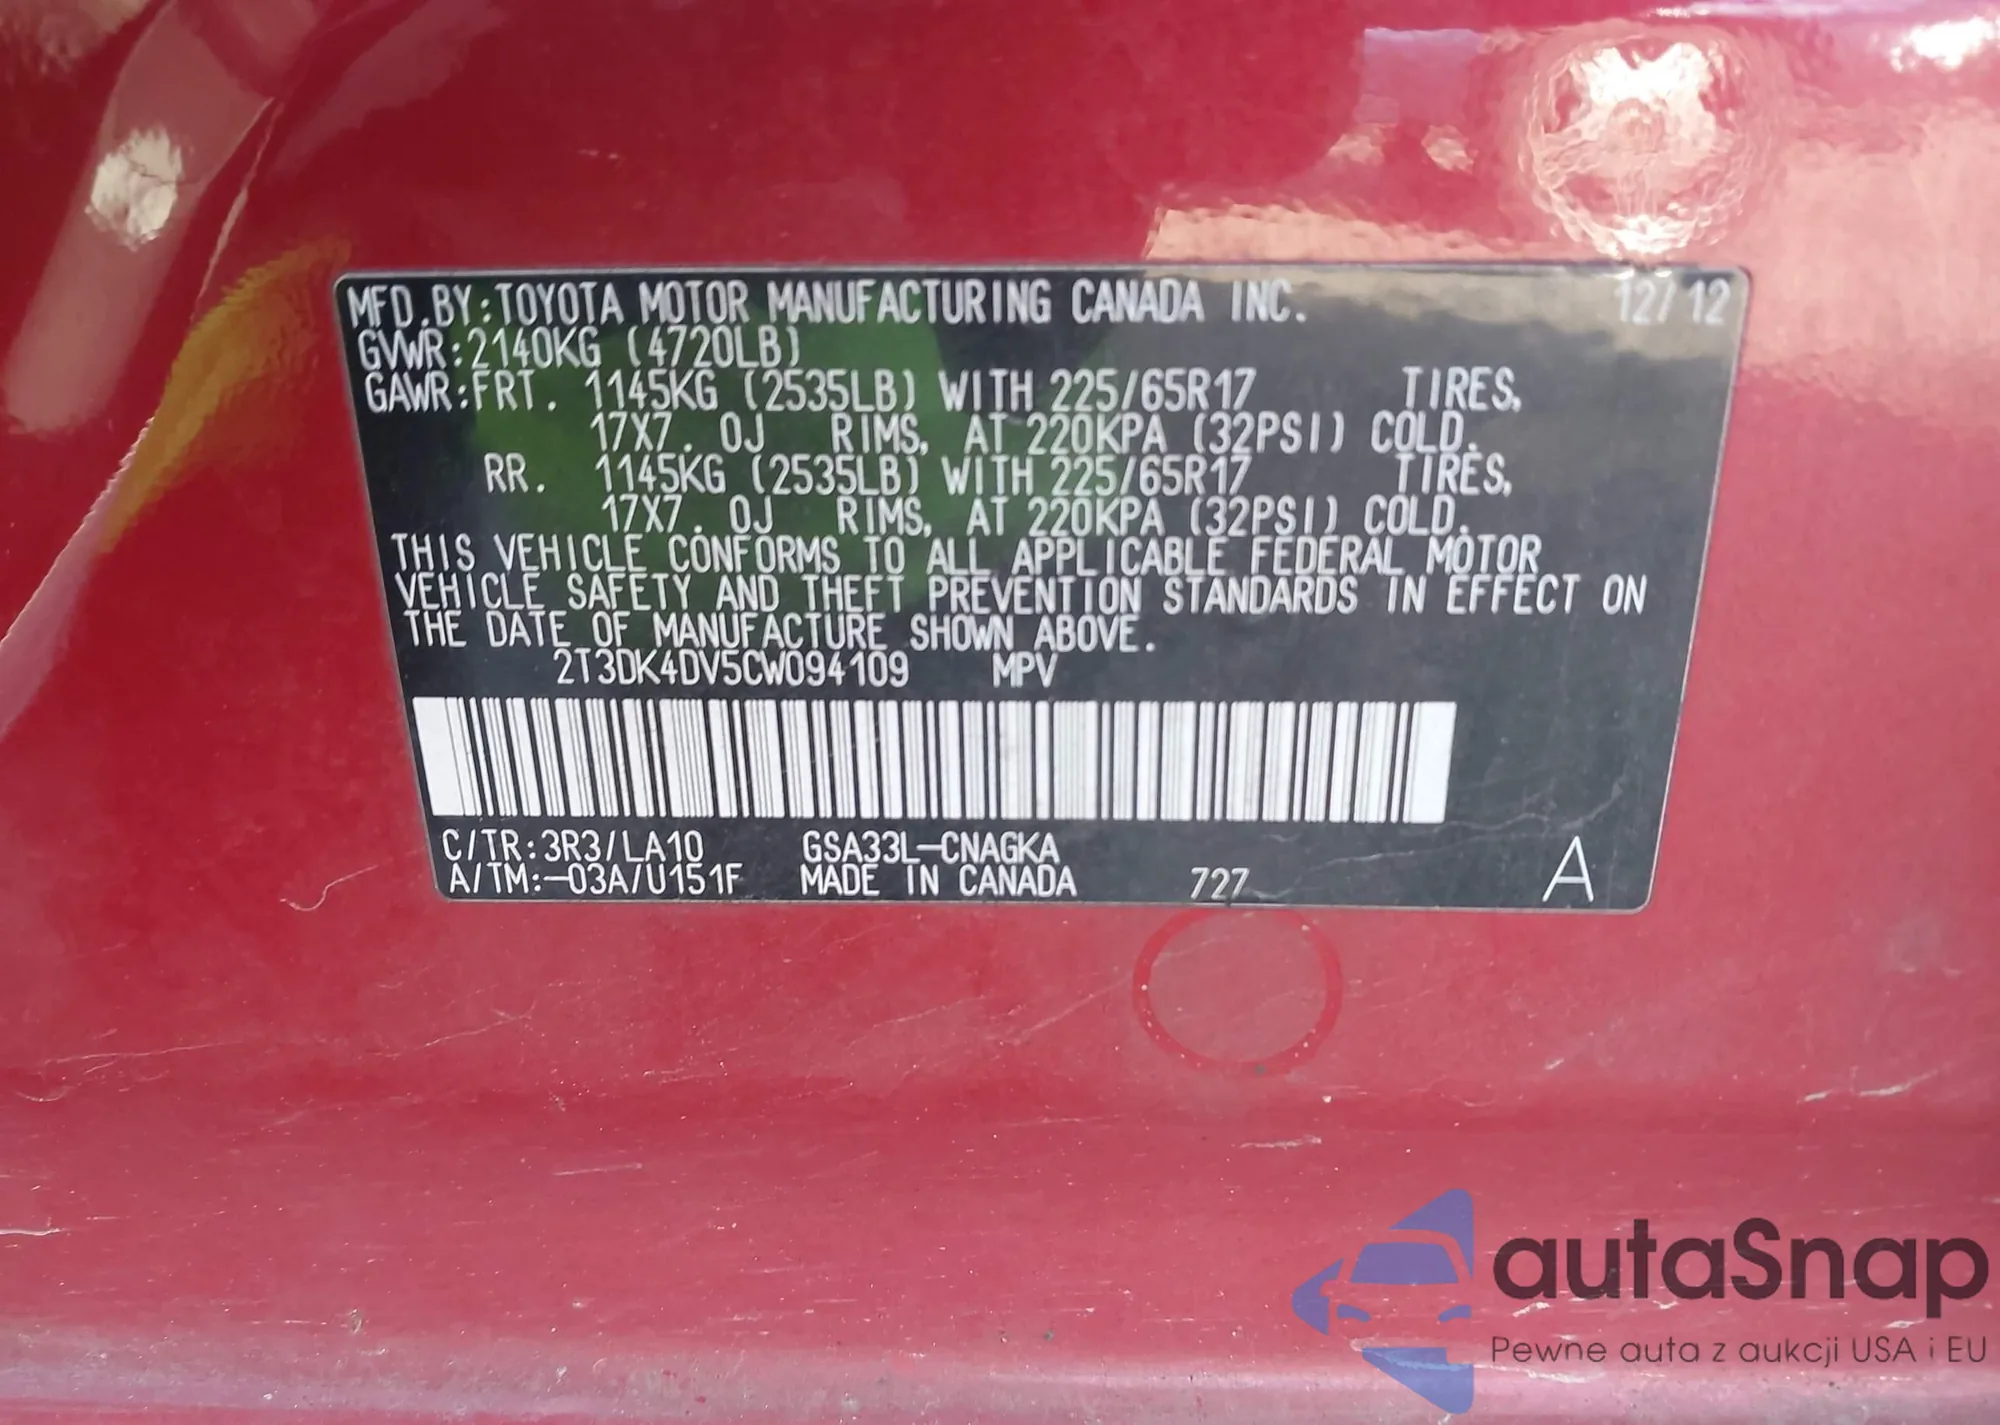 MFD.BY:TOYOTA MOTOR MANUFACTURING CANADA INC. 12/12
GVWR:2140KG (4720LB)
GAWR:FRT. 1145KG (2535LB) WITH 225/65R17 TIRES,
17X7. 0J RIMS, AT 220KPA (32PSI) COLD.
RR. 1145KG (2535LB) WITH 225/65R17 TIRES,
17X7. 0J RIMS, AT 220KPA (32PSI) COLD.
THIS VEHICLE CONFORMS TO ALL APPLICABLE FEDERAL MOTOR
VEHICLE SAFETY AND THEFT PREVENTION STANDARDS IN EFFECT ON
THE DATE OF MANUFACTURE SHOWN ABOVE.
2T3DK4DV5CW094109 MPV
C/TR:3R3/LA10 GSA33L-CNAGKA
A/TM:-03A/U151F MADE IN CANADA 727 A
autaSnap
Pewne auta z aukcji USA i EU